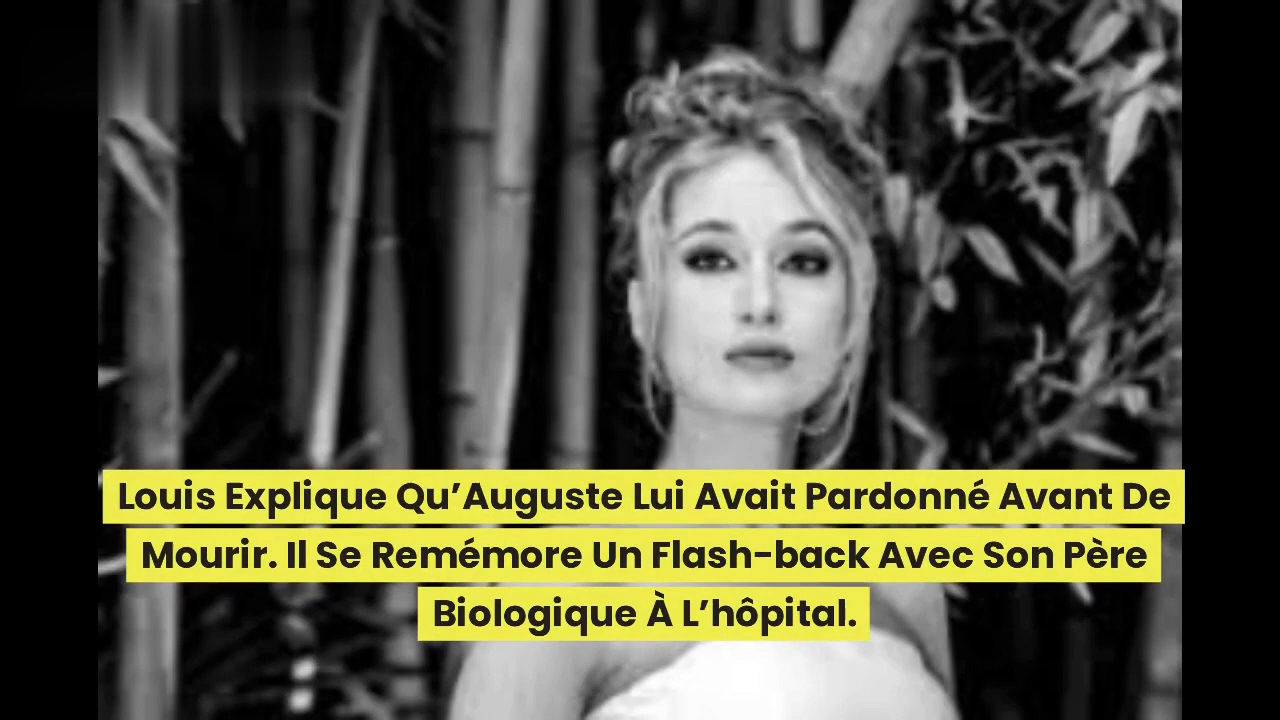 Louis Explique Qu’Auguste Lui Avait Pardonné Avant De
Mourir. Il Se Remémore Un Flash-back Avec Son Père
Biologique À L’hôpital.